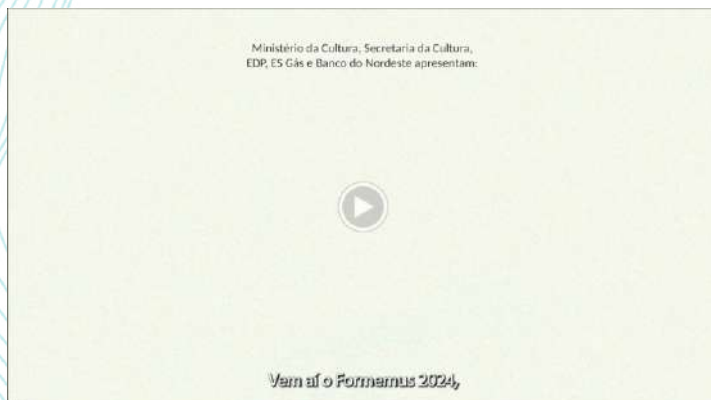 Ministério da Cultura, Secretaria da Cultura,
EDP, ES Gás e Banco do Nordeste apresentam:
Vem aí o Formemus 2024,